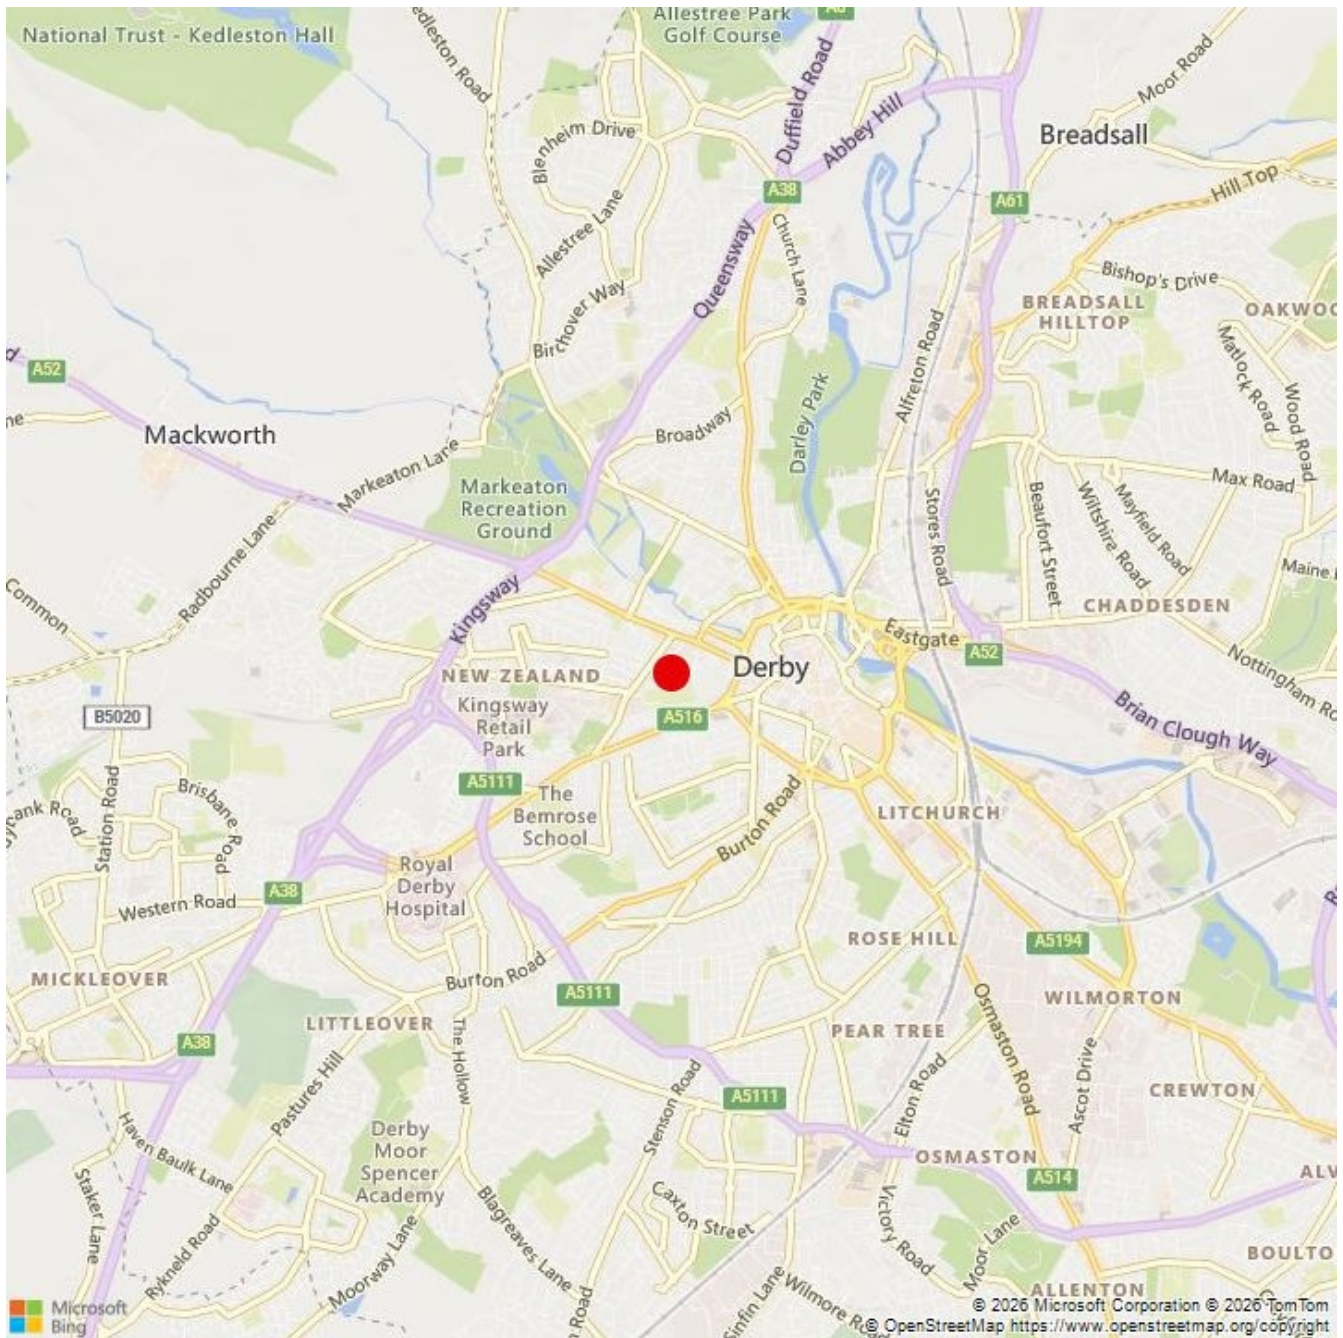 National Trust - Kedleston Hall
Allestree Park
Golf Course
Duffield Road
Abbey Hill
Moor Road
Breadsall
Blenheim Drive
A38
Hill Top
A61
Allestree Lane
Church Lane
Queensway
Bishop's Drive
Birchover Way
BREADSALL
HILLTOP
A52
Alfreton Road
Matlock Road
Wood Road
Darley Park
Broadway
Mackworth
Markeaton Lane
Markeaton
Recreation
Ground
Max Road
Stores Road
Beaufort Street
Wiltshire Road
Mayfield Road
Radbourne Lane
Common
Kingsway
CHADDESDEN
Eastgate
A52
Nottingham
Derby
NEW ZEALAND
Kingsway
Retail
Park
A516
B5020
Brian Clough Way
A5111
Station Road
Brisbane Road
The
Bemrose
School
Burton Road
LITCHURCH
Royal
Derby
Hospital
A38
Western Road
ROSE HILL
A5194
MICKLEOVER
Burton Road
A5111
WILMORTON
LITTLEOVER
The Hollow
A38
Pastures Hill
PEAR TREE
Osmaston Road
Elton Road
Ascot Drive
CREWTON
A5111
Stenson Road
Haven Baulk Lane
Derby
Moor
Spencer
Academy
OSMASTON
A514
Staker Lane
Caxton Street
Blagreaves Lane
Victory Road
Moor Lane
Rykneld Road
Moorway Lane
Sinfin Lane
Wilmore Road
ALLENTON
Microsoft
Bing
© 2026 Microsoft Corporation © 2026 TomTom
© OpenStreetMap https://www.openstreetmap.org/copyright